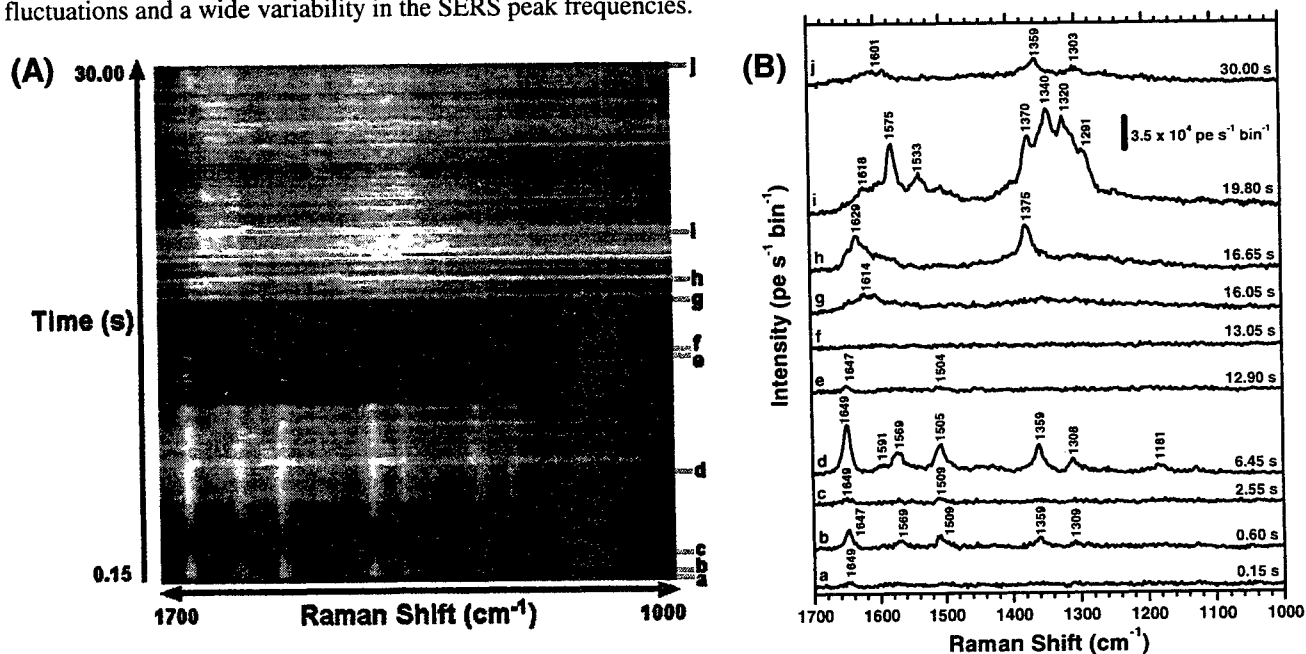 fluctuations and a wide variability in the SERS peak frequencies.
(A)
30.00
Time (s)
0.15
j
i
h
g
f
e
d
c
b
a
1700
Raman Shift (cm-1)
1000
(B)
Intensity (pe s-1 bin-1)
j 1601 1359 1303 30.00 s
3.5 x 10⁴ pe s-1 bin-1
i 1618 1575 1533 1370 1340 1320 1291 19.80 s
h 1629 1375 16.65 s
g 1614 16.05 s
f 13.05 s
e 1647 1504 12.90 s
d 1649 1591 1569 1505 1359 1308 1181 6.45 s
c 1649 1509 2.55 s
b 1647 1569 1509 1359 1309 0.60 s
a 1649 0.15 s
1700 1600 1500 1400 1300 1200 1100 1000
Raman Shift (cm-1)